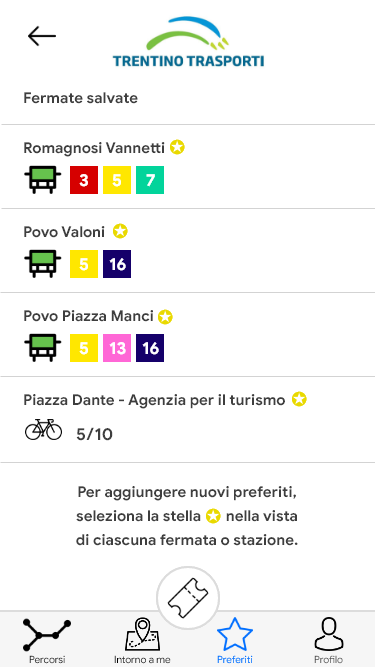 TRENTINO TRASPORTI
Fermate salvate
Romagnosi Vannetti
3 5 7
Povo Valoni
5 16
Povo Piazza Manci
5 13 16
Piazza Dante - Agenzia per il turismo
5/10
Per aggiungere nuovi preferiti,
seleziona la stella nella vista
di ciascuna fermata o stazione.
Percorsi Intorno a me Preferiti Profilo